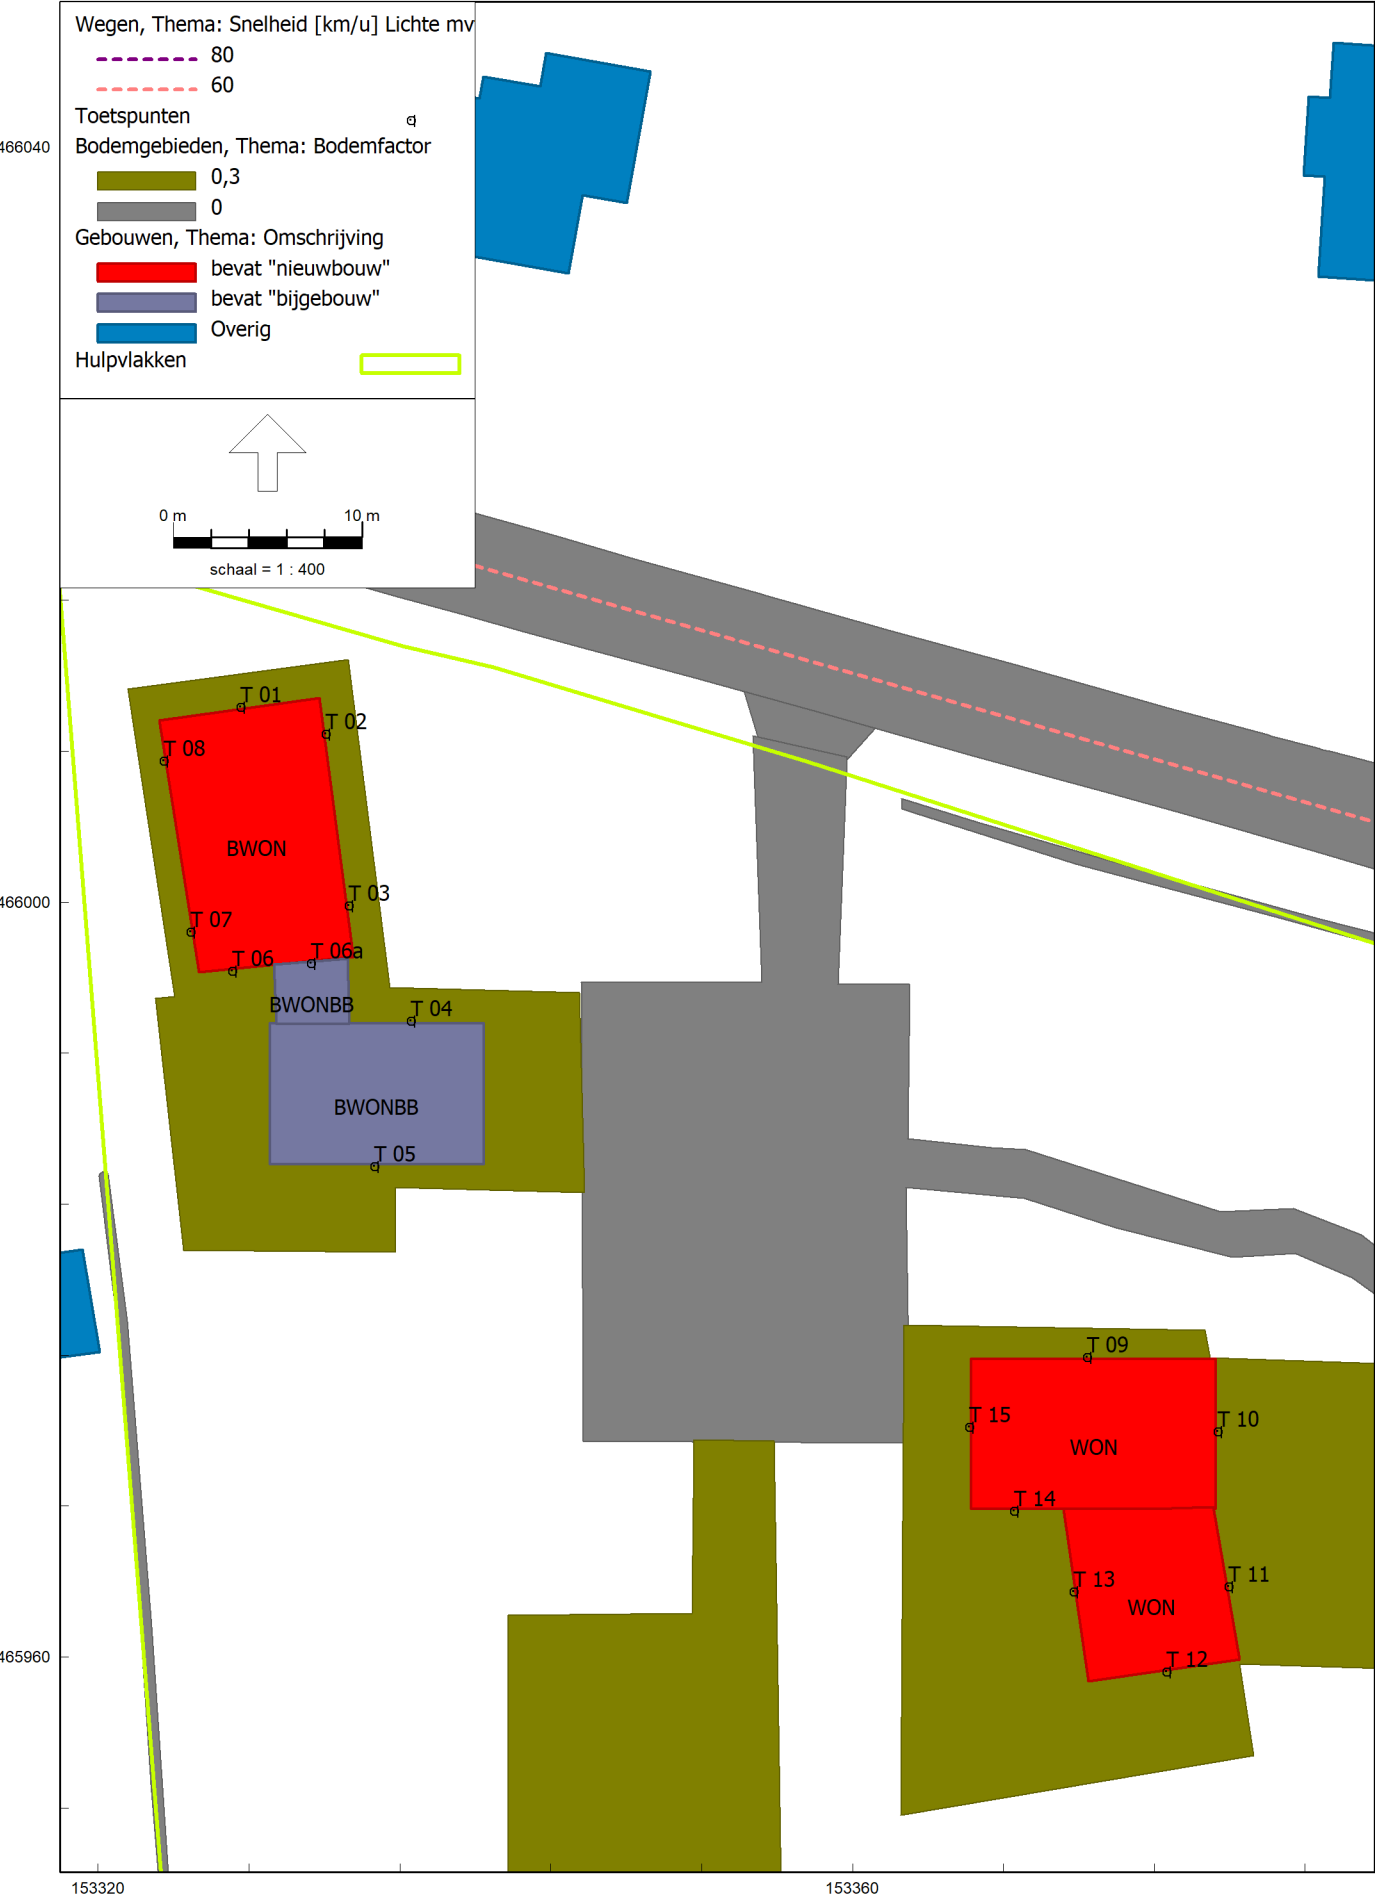 Wegen, Thema: Snelheid [km/u] Lichte mv
80
60
Toetspunten
Bodemgebieden, Thema: Bodemfactor
0,3
0
Gebouwen, Thema: Omschrijving
bevat "nieuwbouw"
bevat "bijgebouw"
Overig
Hulpvlakken
0 m 10 m
schaal = 1 : 400
466040
T 01
T 02
T 08
BWON
T 03
466000
T 07
T 06a
T 06
BWONBB
T 04
BWONBB
T 05
T 09
T 15
T 10
WON
T 14
T 11
T 13
WON
T 12
465960
153320 153360